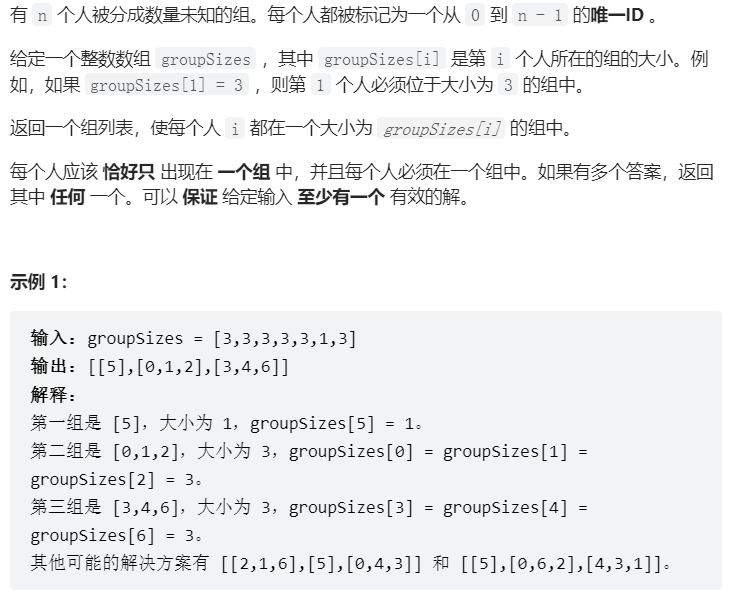 有 n 个人被分成数量未知的组。每个人都被标记为一个从 0 到 n - 1 的唯一ID 。
给定一个整数数组 groupSizes ，其中 groupSizes[i] 是第 i 个人所在的组的大小。例
如，如果 groupSizes[1] = 3 ，则第 1 个人必须位于大小为 3 的组中。
返回一个组列表，使每个人 i 都在一个大小为 groupSizes[i] 的组中。
每个人应该 恰好只 出现在 一个组 中，并且每个人必须在一个组中。如果有多个答案，返回
其中 任何 一个。可以 保证 给定输入 至少有一个 有效的解。
示例 1：
输入：groupSizes = [3,3,3,3,3,1,3]
输出：[[5],[0,1,2],[3,4,6]]
解释：
第一组是 [5]，大小为 1，groupSizes[5] = 1。
第二组是 [0,1,2]，大小为 3，groupSizes[0] = groupSizes[1] =
groupSizes[2] = 3。
第三组是 [3,4,6]，大小为 3，groupSizes[3] = groupSizes[4] =
groupSizes[6] = 3。
其他可能的解决方案有 [[2,1,6],[5],[0,4,3]] 和 [[5],[0,6,2],[4,3,1]]。